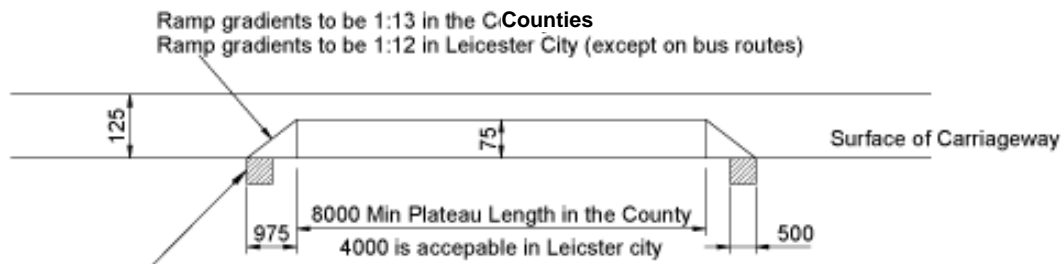 Ramp gradients to be 1:13 in the Counties
Ramp gradients to be 1:12 in Leicester City (except on bus routes)
125
75
Surface of Carriageway
8000 Min Plateau Length in the County
975
4000 is accepable in Leicster city
500